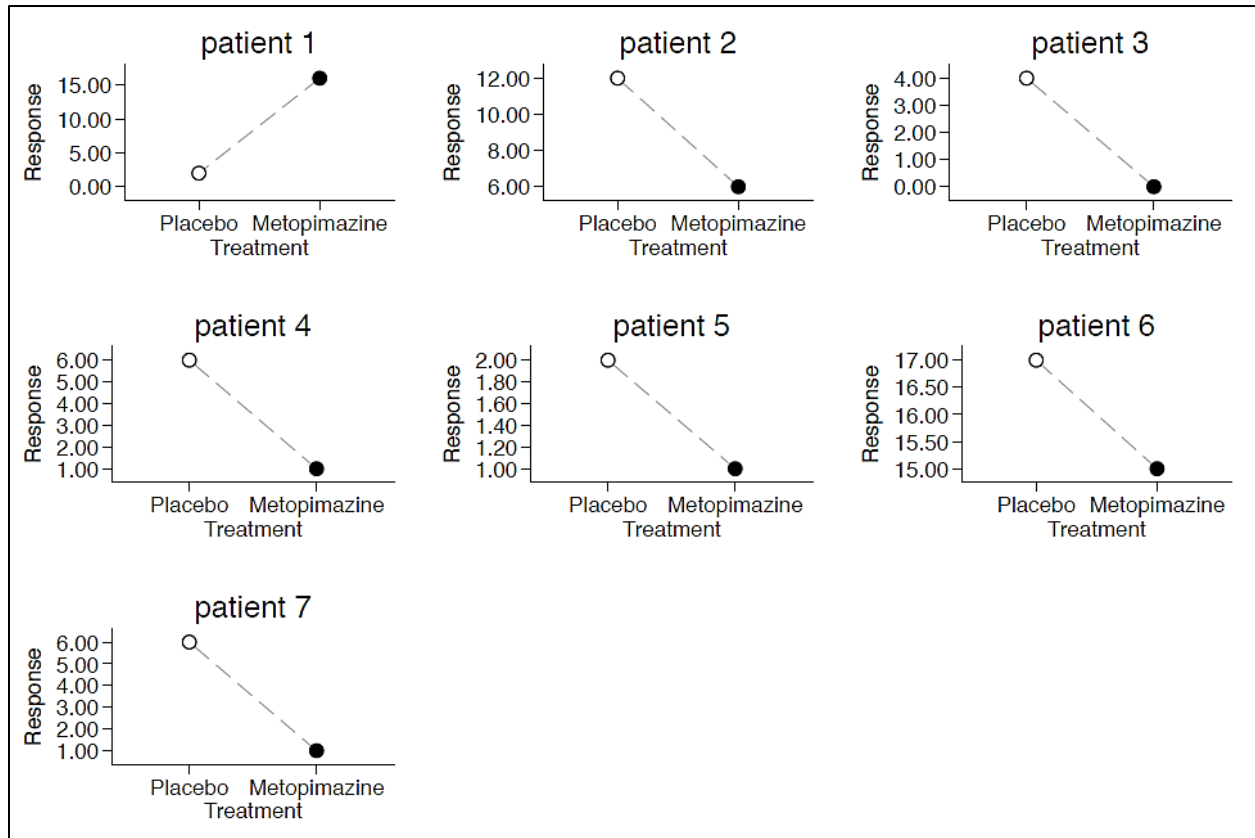 patient 1
Response
15.00
10.00
5.00
0.00
Placebo Metopimazine
Treatment
patient 2
Response
12.00
10.00
8.00
6.00
Placebo Metopimazine
Treatment
patient 3
Response
4.00
3.00
2.00
1.00
0.00
Placebo Metopimazine
Treatment
patient 4
Response
6.00
5.00
4.00
3.00
2.00
1.00
Placebo Metopimazine
Treatment
patient 5
Response
2.00
1.80
1.60
1.40
1.20
1.00
Placebo Metopimazine
Treatment
patient 6
Response
17.00
16.50
16.00
15.50
15.00
Placebo Metopimazine
Treatment
patient 7
Response
6.00
5.00
4.00
3.00
2.00
1.00
Placebo Metopimazine
Treatment